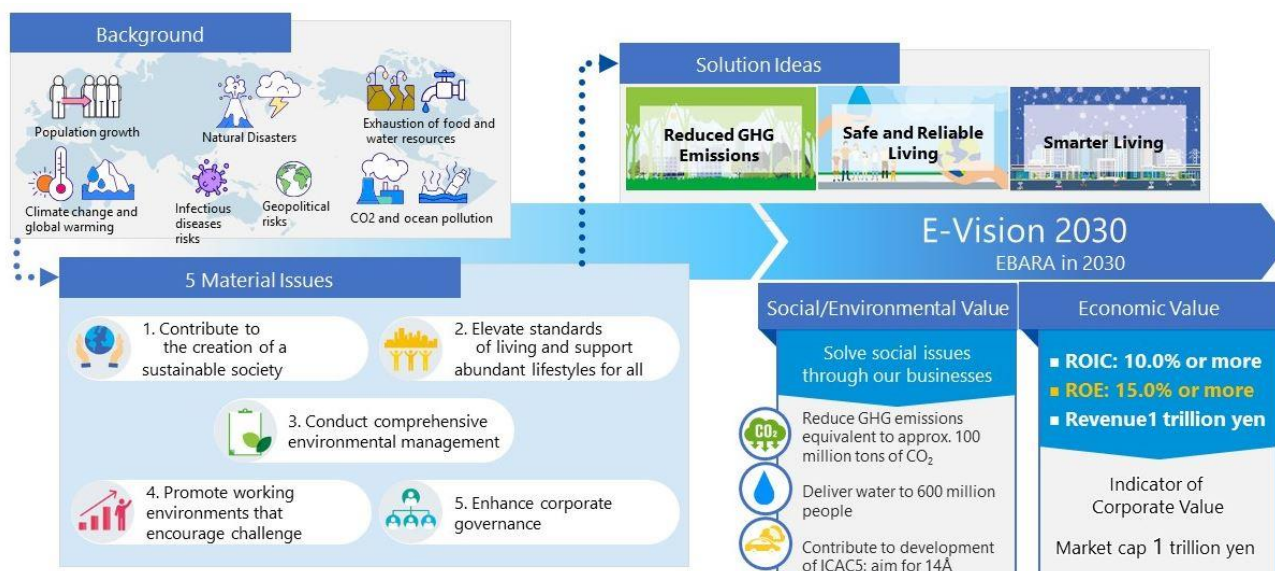 Background
Population growth
Natural Disasters
Exhaustion of food and
water resources
Climate change and
global warming
Infectious
diseases
risks
Geopolitical
risks
CO2 and ocean pollution
Solution Ideas
Reduced GHG
Emissions
Safe and Reliable
Living
Smarter Living
E-Vision 2030
EBARA in 2030
5 Material Issues
1. Contribute to
the creation of a
sustainable society
2. Elevate standards
of living and support
abundant lifestyles for all
3. Conduct comprehensive
environmental management
4. Promote working
environments that
encourage challenge
5. Enhance corporate
governance
Social/Environmental Value
Solve social issues
through our businesses
CO₂
Reduce GHG emissions
equivalent to approx. 100
million tons of CO₂
Deliver water to 600 million
people
Contribute to development
of ICAC5: aim for 14Å
Economic Value
▪ ROIC: 10.0% or more
▪ ROE: 15.0% or more
▪ Revenue1 trillion yen
Indicator of
Corporate Value
Market cap 1 trillion yen